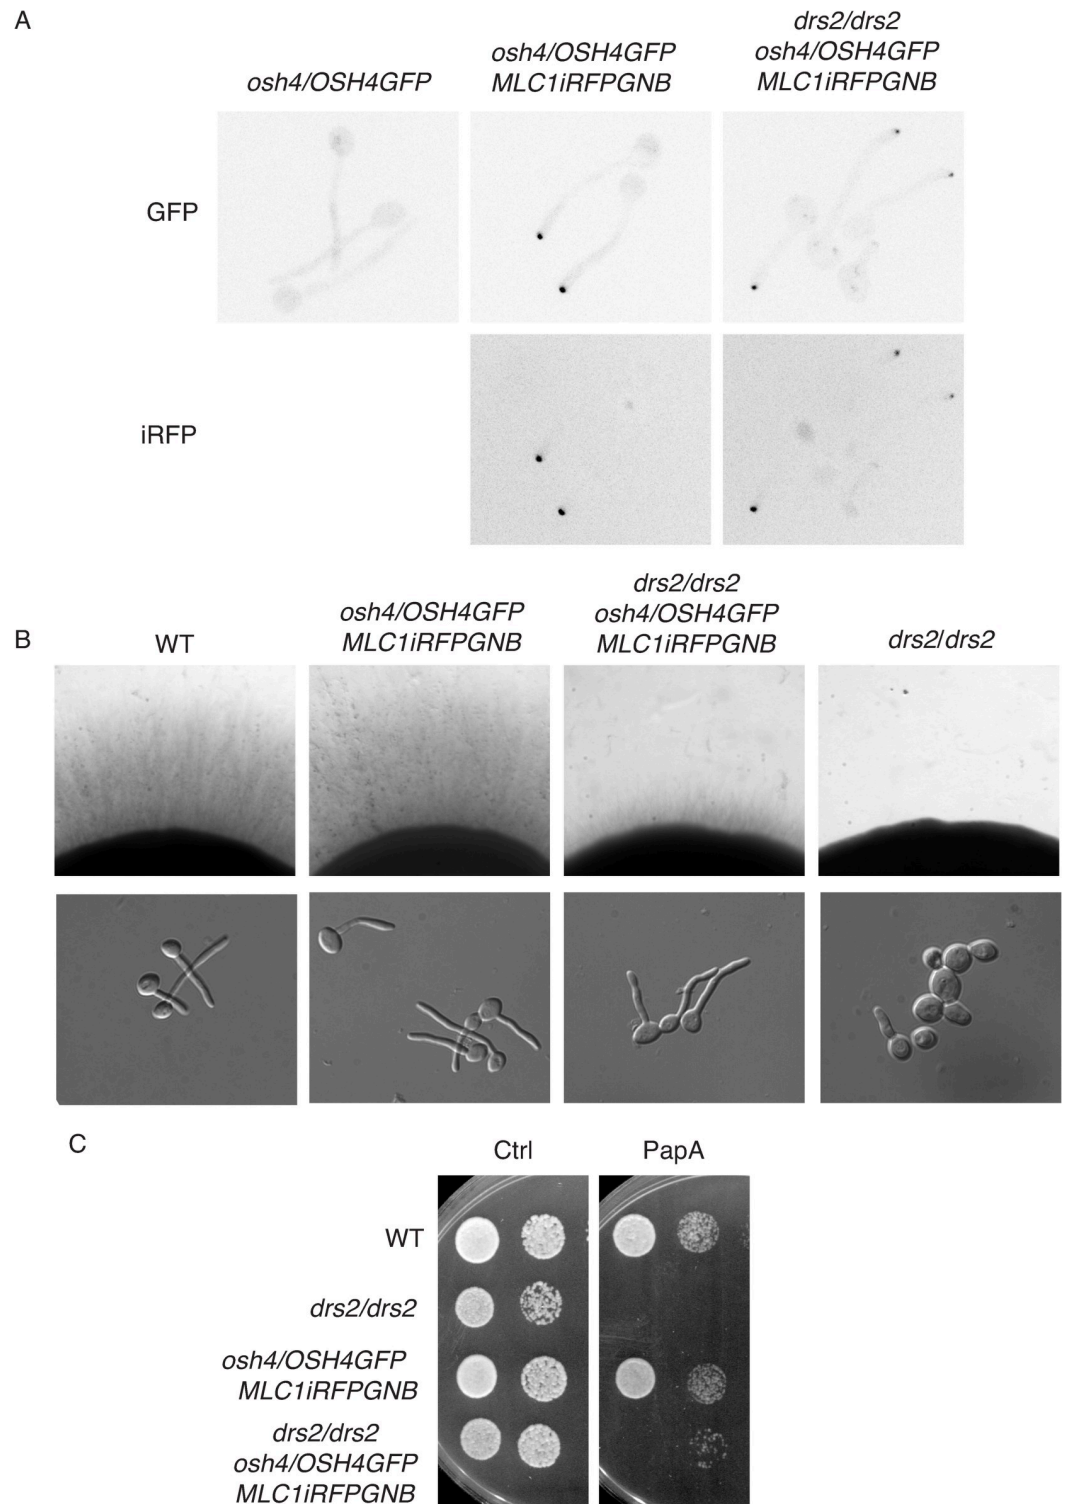 A
osh4/OSH4GFP
osh4/OSH4GFP
MLC1iRFPGNB
drs2/drs2
osh4/OSH4GFP
MLC1iRFPGNB
GFP
iRFP
B
WT
osh4/OSH4GFP
MLC1iRFPGNB
drs2/drs2
osh4/OSH4GFP
MLC1iRFPGNB
drs2/drs2
C
Ctrl
PapA
WT
drs2/drs2
osh4/OSH4GFP
MLC1iRFPGNB
drs2/drs2
osh4/OSH4GFP
MLC1iRFPGNB